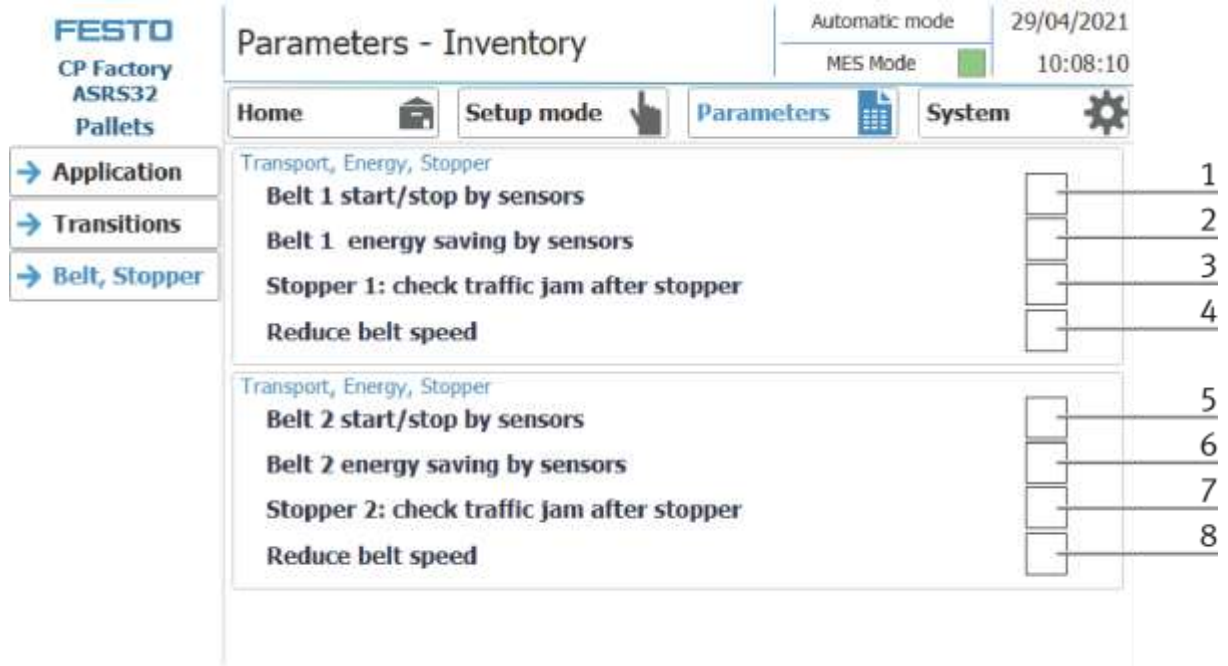 FESTO
CP Factory
ASRS32
Pallets
Parameters - Inventory
Automatic mode
MES Mode
29/04/2021
10:08:10
Home
Setup mode
Parameters
System
Application
Transitions
Belt, Stopper
Transport, Energy, Stopper
Belt 1 start/stop by sensors
1
Belt 1 energy saving by sensors
2
Stopper 1: check traffic jam after stopper
3
Reduce belt speed
4
Transport, Energy, Stopper
Belt 2 start/stop by sensors
5
Belt 2 energy saving by sensors
6
Stopper 2: check traffic jam after stopper
7
Reduce belt speed
8